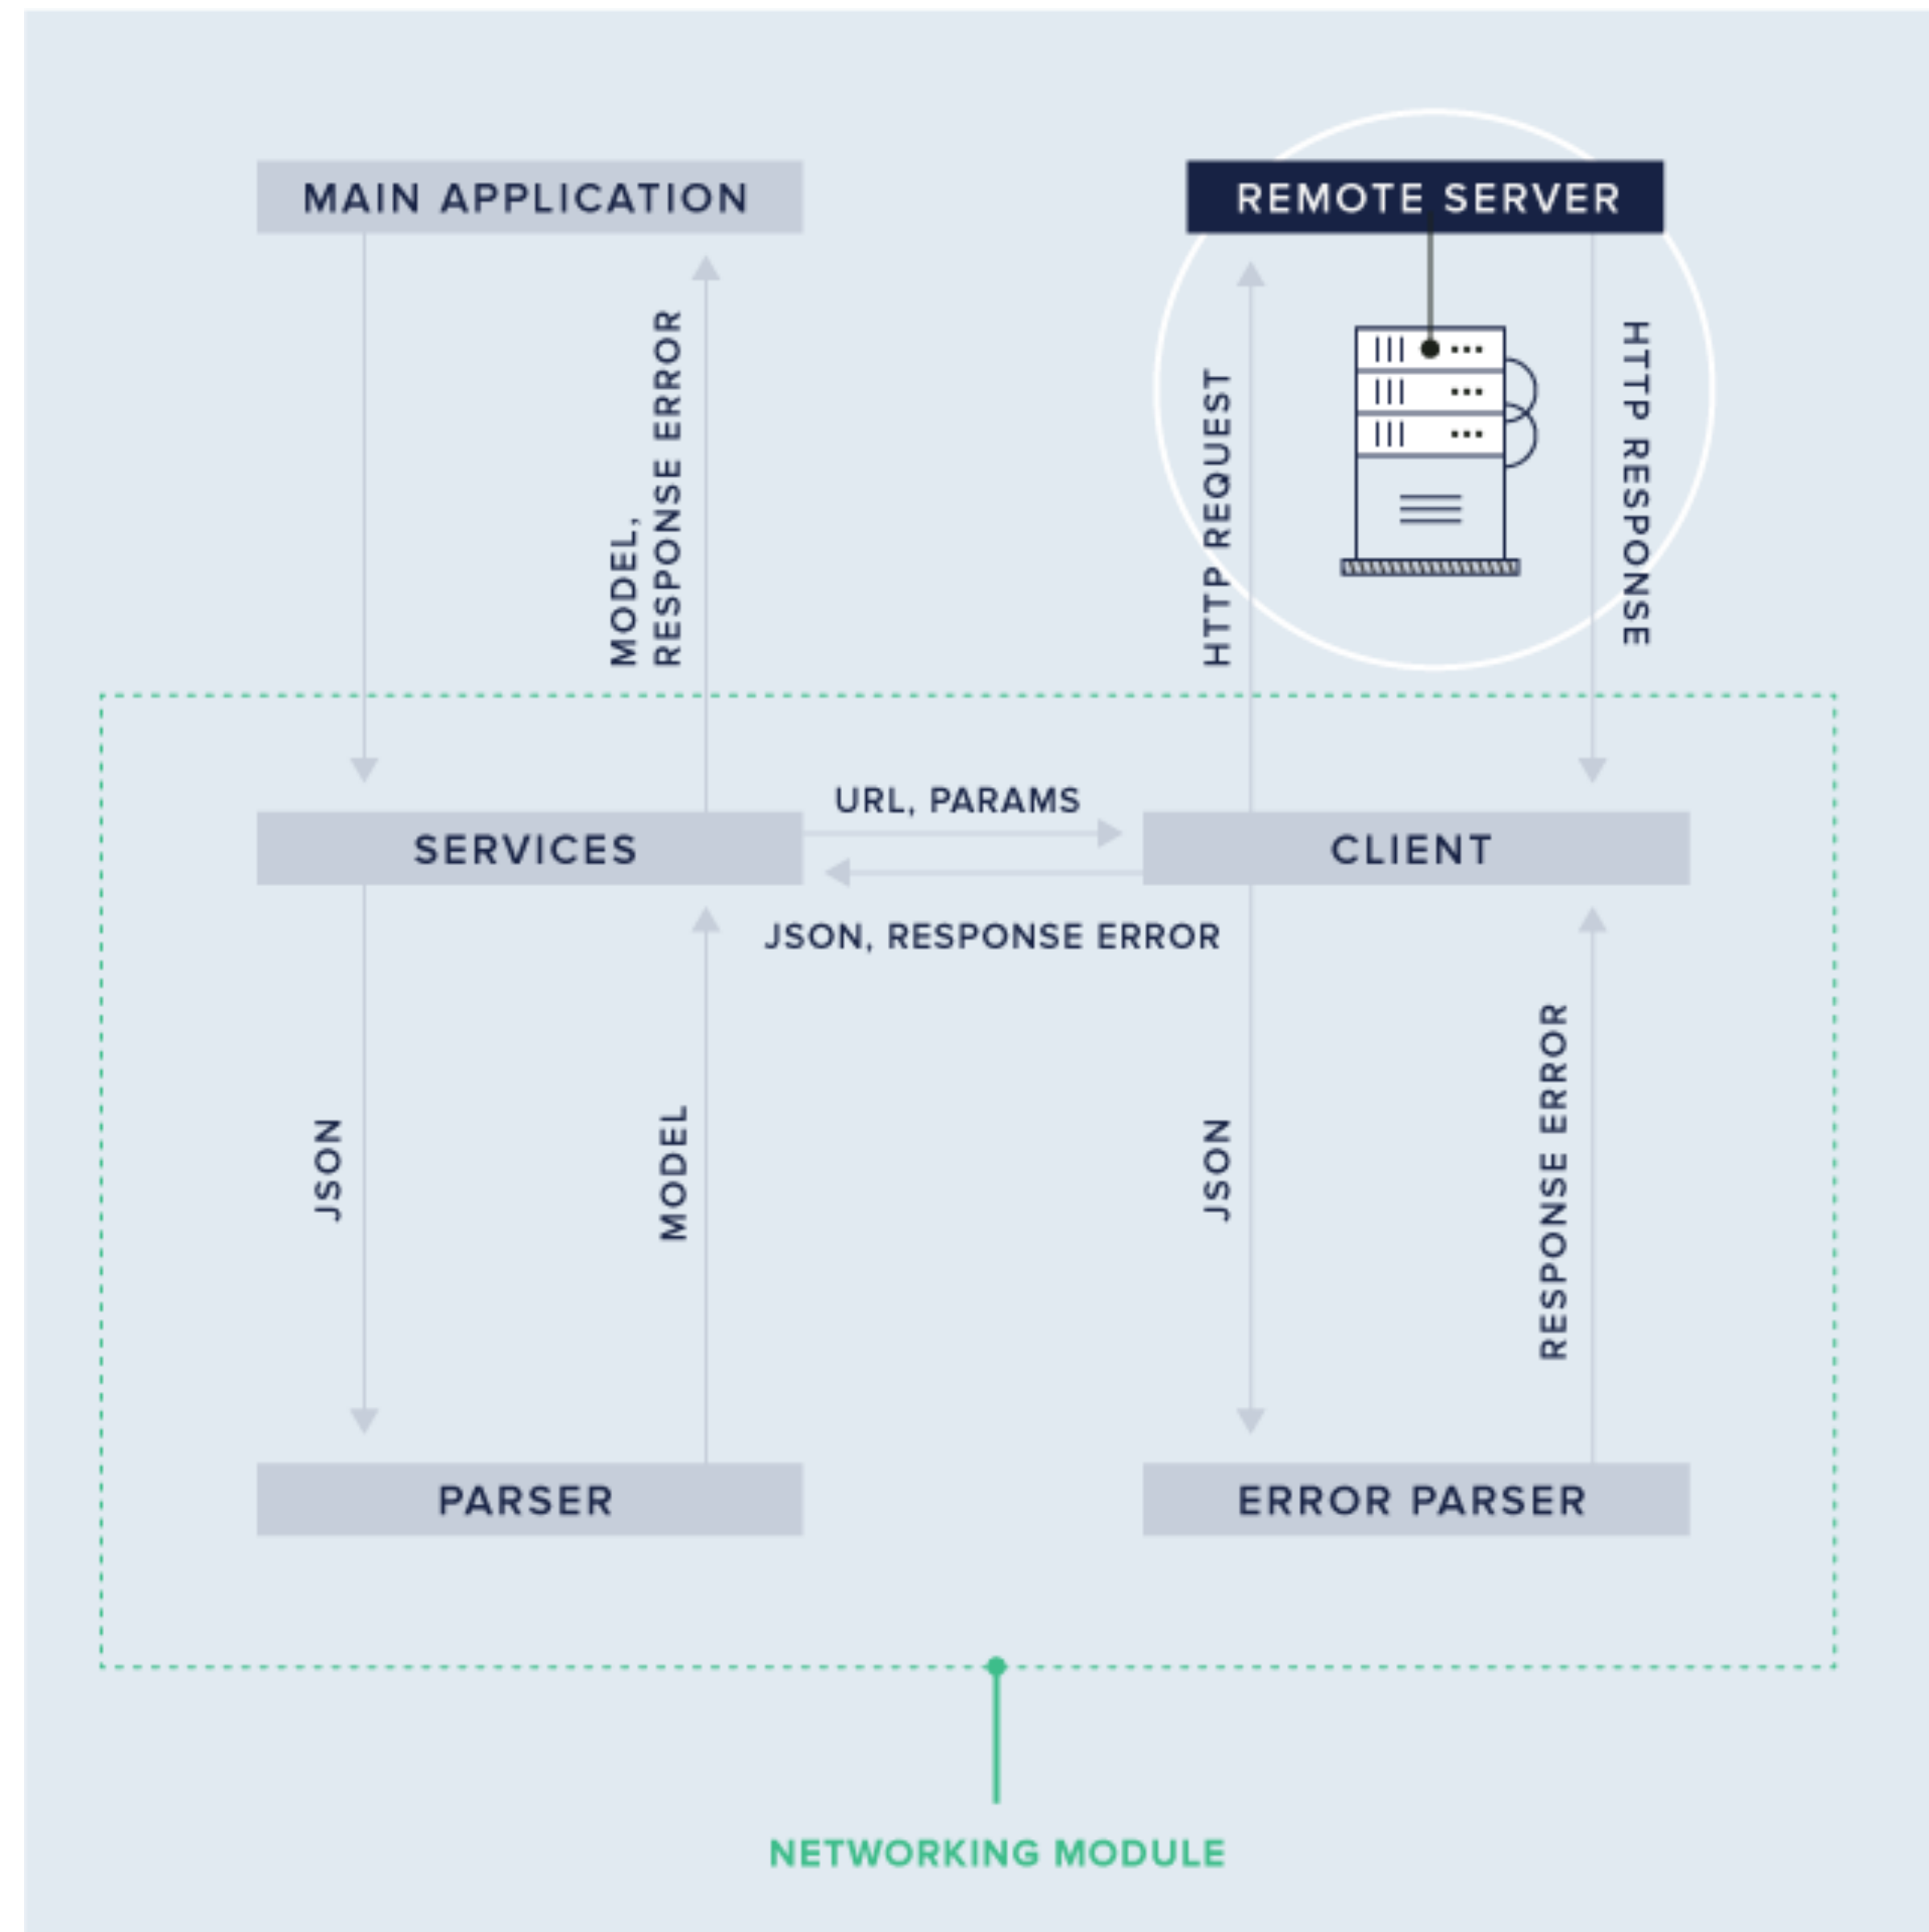 MAIN APPLICATION
REMOTE SERVER
MODEL,
RESPONSE ERROR
HTTP REQUEST
HTTP RESPONSE
URL, PARAMS
SERVICES
CLIENT
JSON, RESPONSE ERROR
JSON
MODEL
JSON
RESPONSE ERROR
PARSER
ERROR PARSER
NETWORKING MODULE